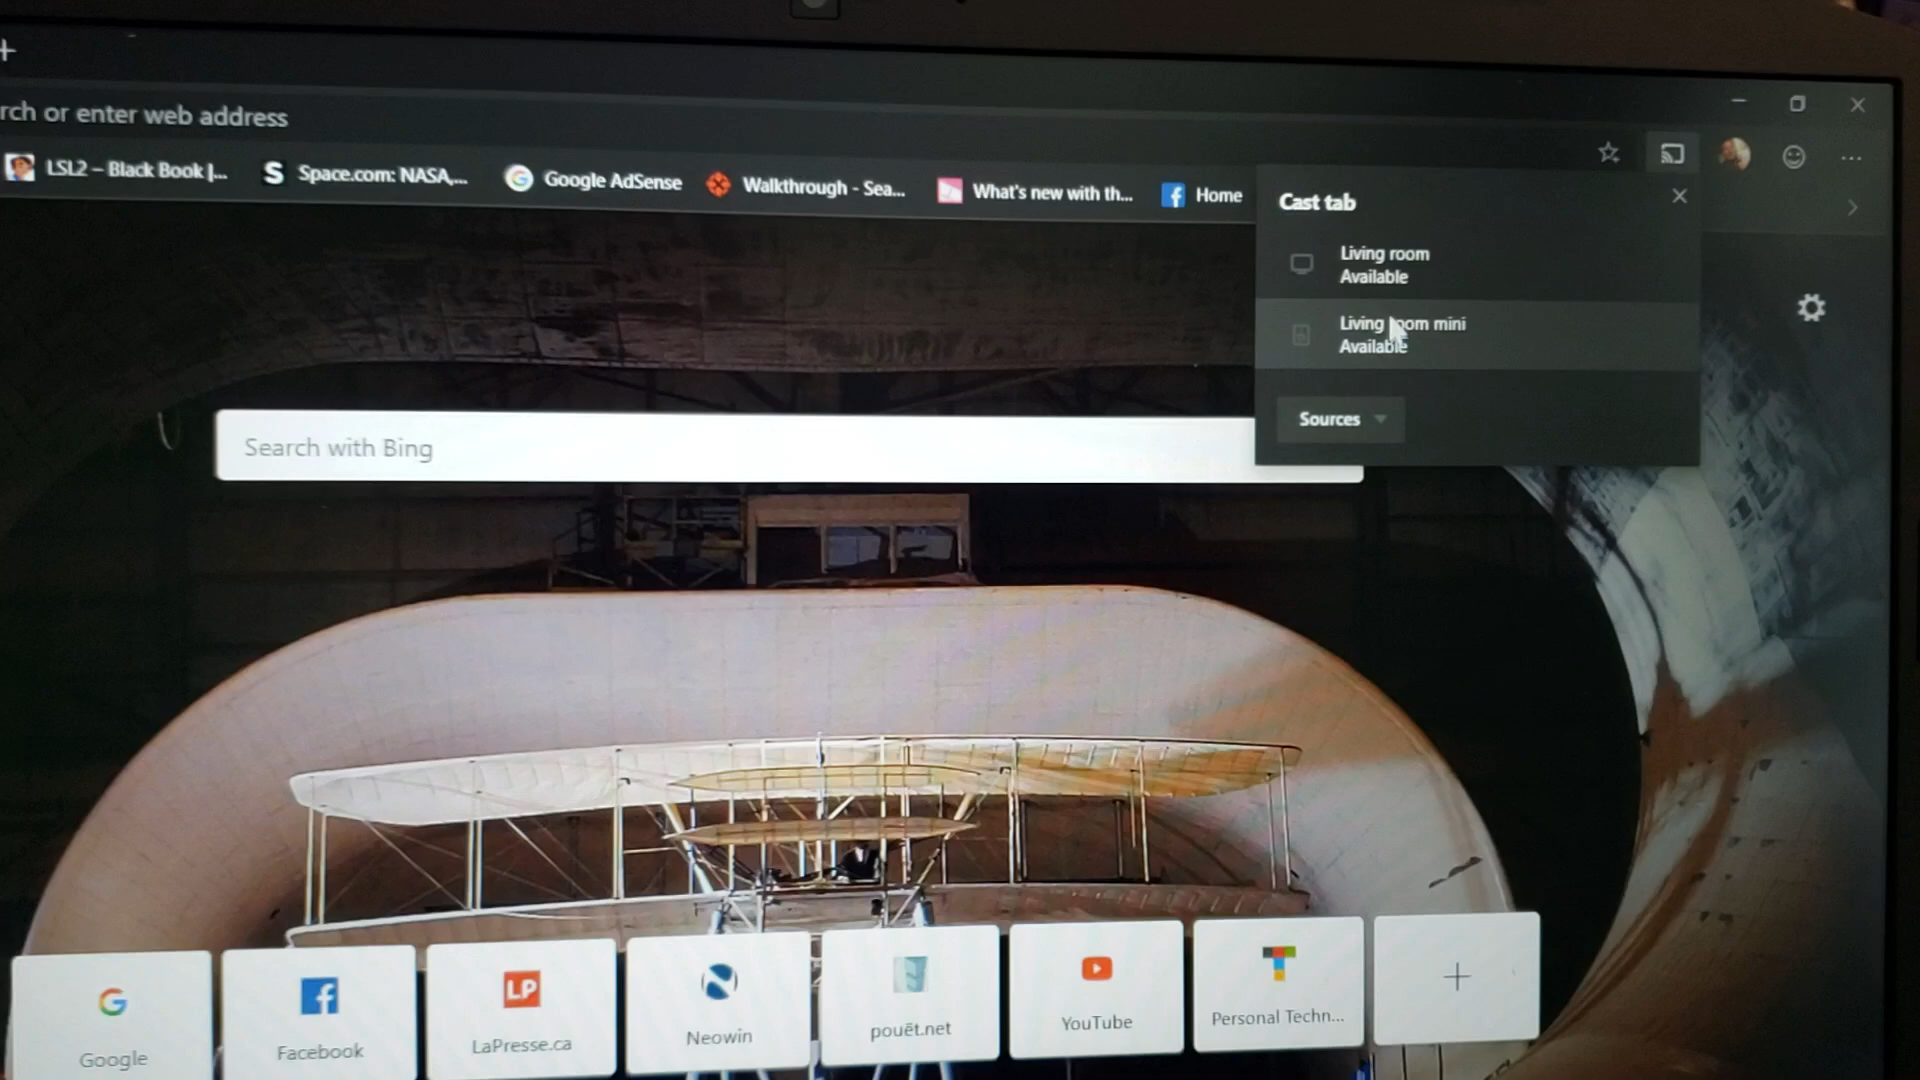 rch or enter web address
LSL2 – Black Book |...
Space.com: NASA,...
Google AdSense
Walkthrough - Sea...
What's new with th...
Home
Cast tab
Living room
Available
Living room mini
Available
Sources
Search with Bing
Google
Facebook
LP
LaPresse.ca
Neowin
pouët.net
YouTube
Personal Techn...